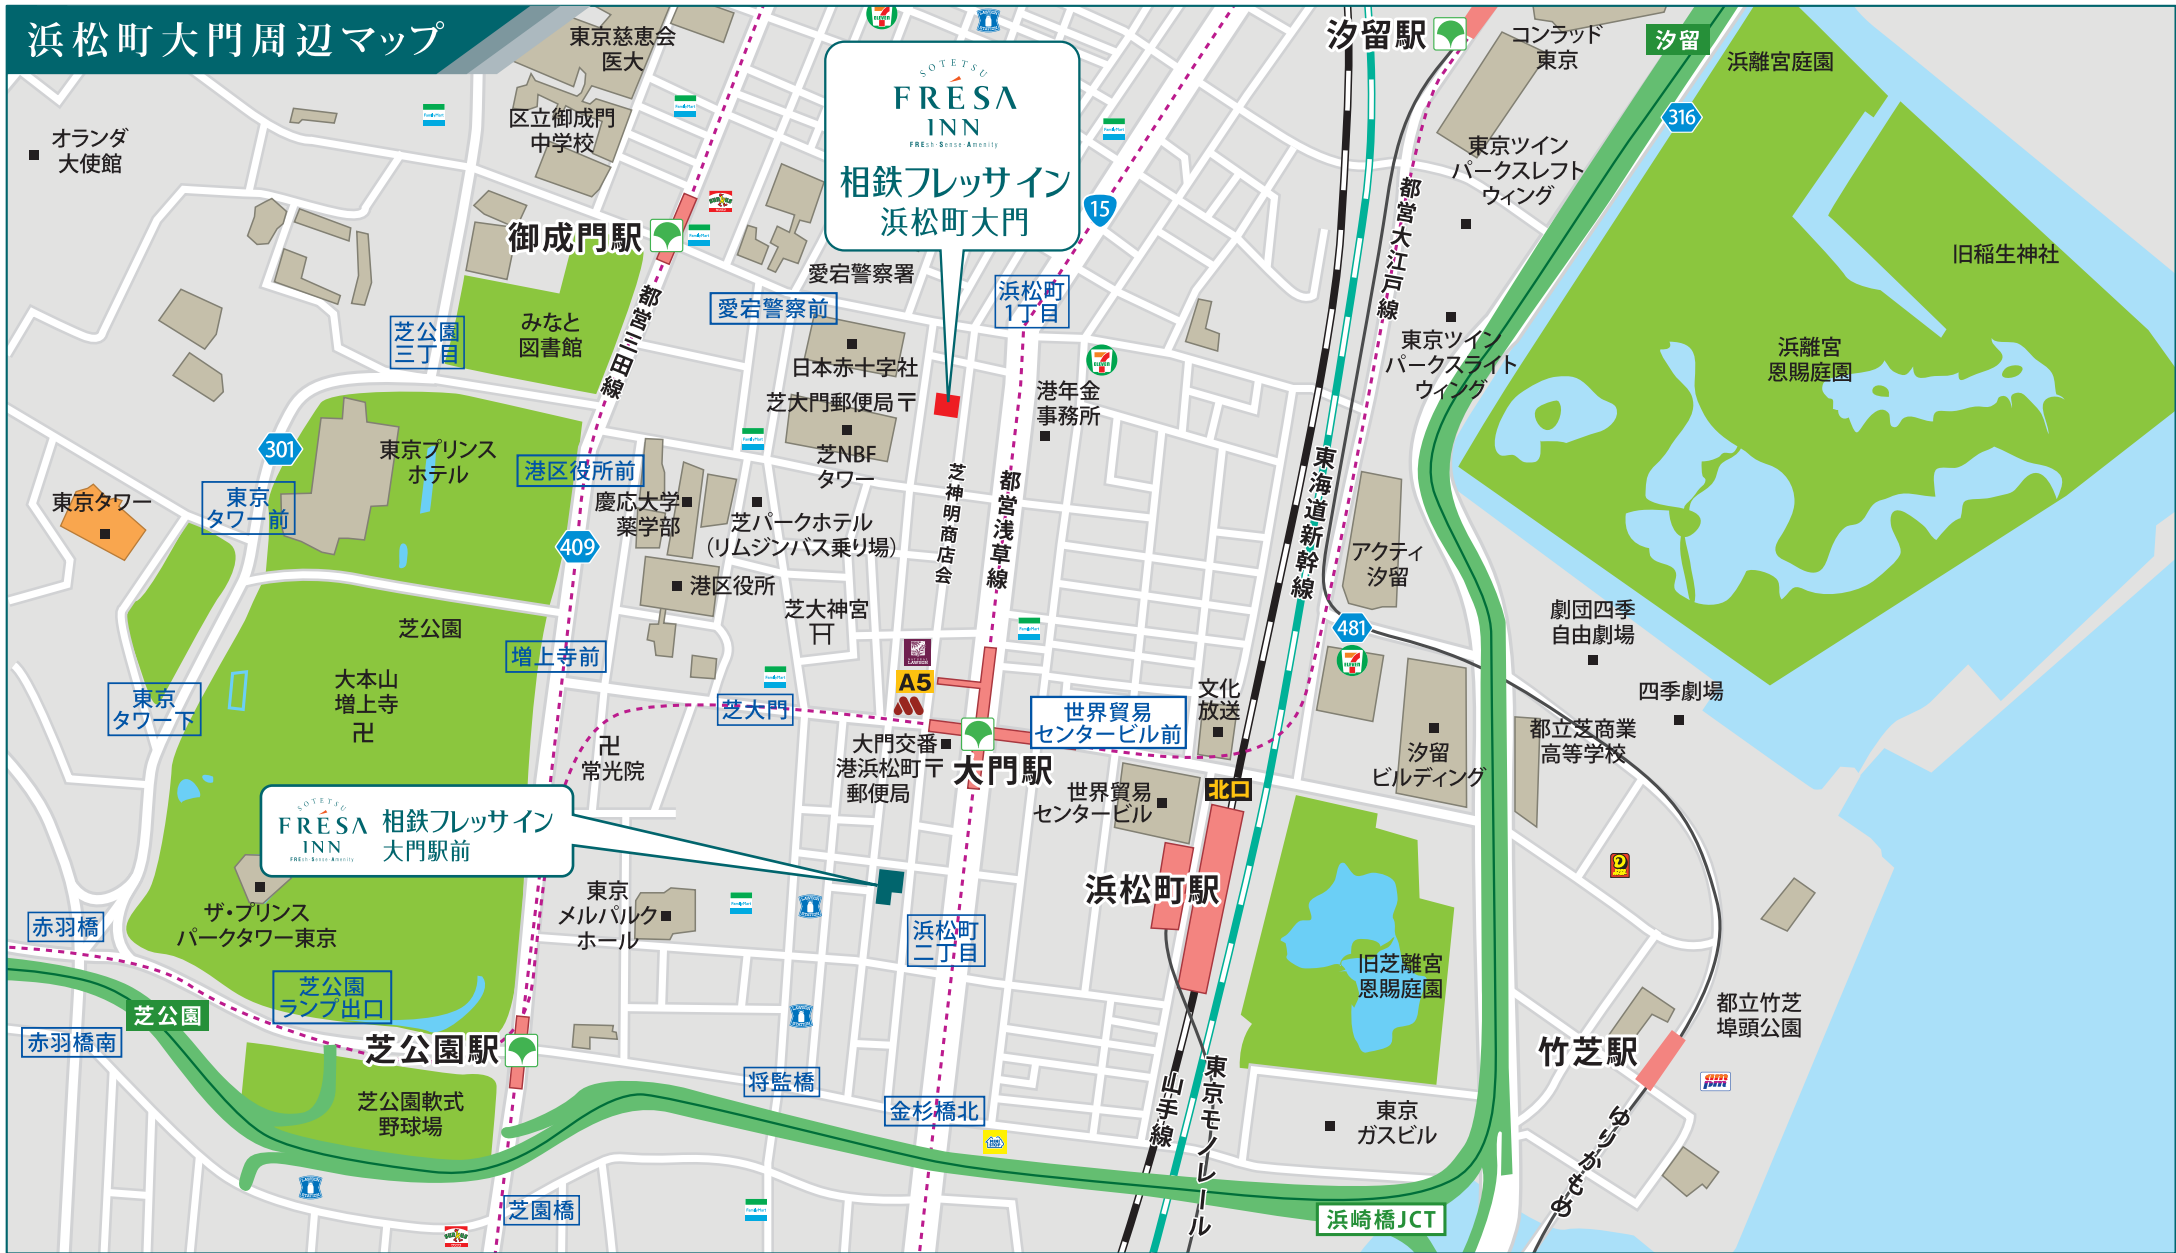 浜松町大門周辺マップ
東京慈恵会
医大
区立御成門
中学校
オランダ
大使館
SOTETSU
FRESA
INN
FREsh·Sense·Amenity
相鉄フレッサイン
浜松町大門
汐留駅
コンラッド
東京
汐留
浜離宮庭園
316
東京ツイン
パークスレフト
ウィング
15
都営大江戸線
旧稲生神社
御成門駅
愛宕警察署
愛宕警察前
浜松町
1丁目
都営三田線
みなと
図書館
芝公園
三丁目
日本赤十字社
芝大門郵便局〒
港年金
事務所
東京ツイン
パークスライト
ウィング
浜離宮
恩賜庭園
301
東京プリンス
ホテル
港区役所前
芝NBF
タワー
東京タワー
東京
タワー前
慶応大学
薬学部
芝パークホテル
(リムジンバス乗り場)
芝神明商店会
都営浅草線
東海道新幹線
409
アクティ
汐留
港区役所
芝公園
芝大神宮
481
劇団四季
自由劇場
増上寺前
大本山
増上寺
卍
東京
タワー下
A5
芝大門
世界貿易
センタービル前
文化
放送
四季劇場
都立芝商業
高等学校
汐留
ビルディング
卍
常光院
大門交番
港浜松町〒
郵便局
大門駅
世界貿易
センタービル
北口
SOTETSU
FRESA
INN
FREsh·Sense·Amenity
相鉄フレッサイン
大門駅前
浜松町駅
ザ・プリンス
パークタワー東京
東京
メルパルク
ホール
赤羽橋
浜松町
二丁目
芝公園
ランプ出口
芝公園
旧芝離宮
恩賜庭園
都立竹芝
埠頭公園
赤羽橋南
芝公園駅
竹芝駅
am
pm
将監橋
金杉橋北
芝公園軟式
野球場
山手線
東京モノレール
東京
ガスビル
ゆりかもめ
芝園橋
浜崎橋JCT